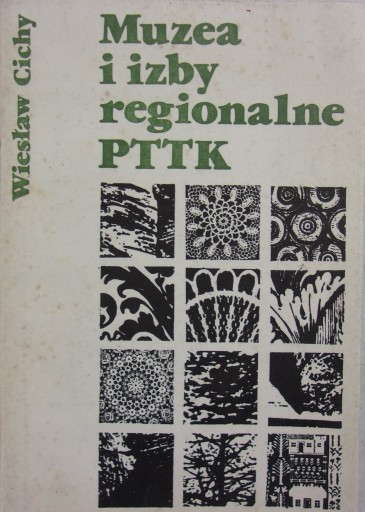 Wiesław Cichy
Muzea
i izby
regionalne
PTTK